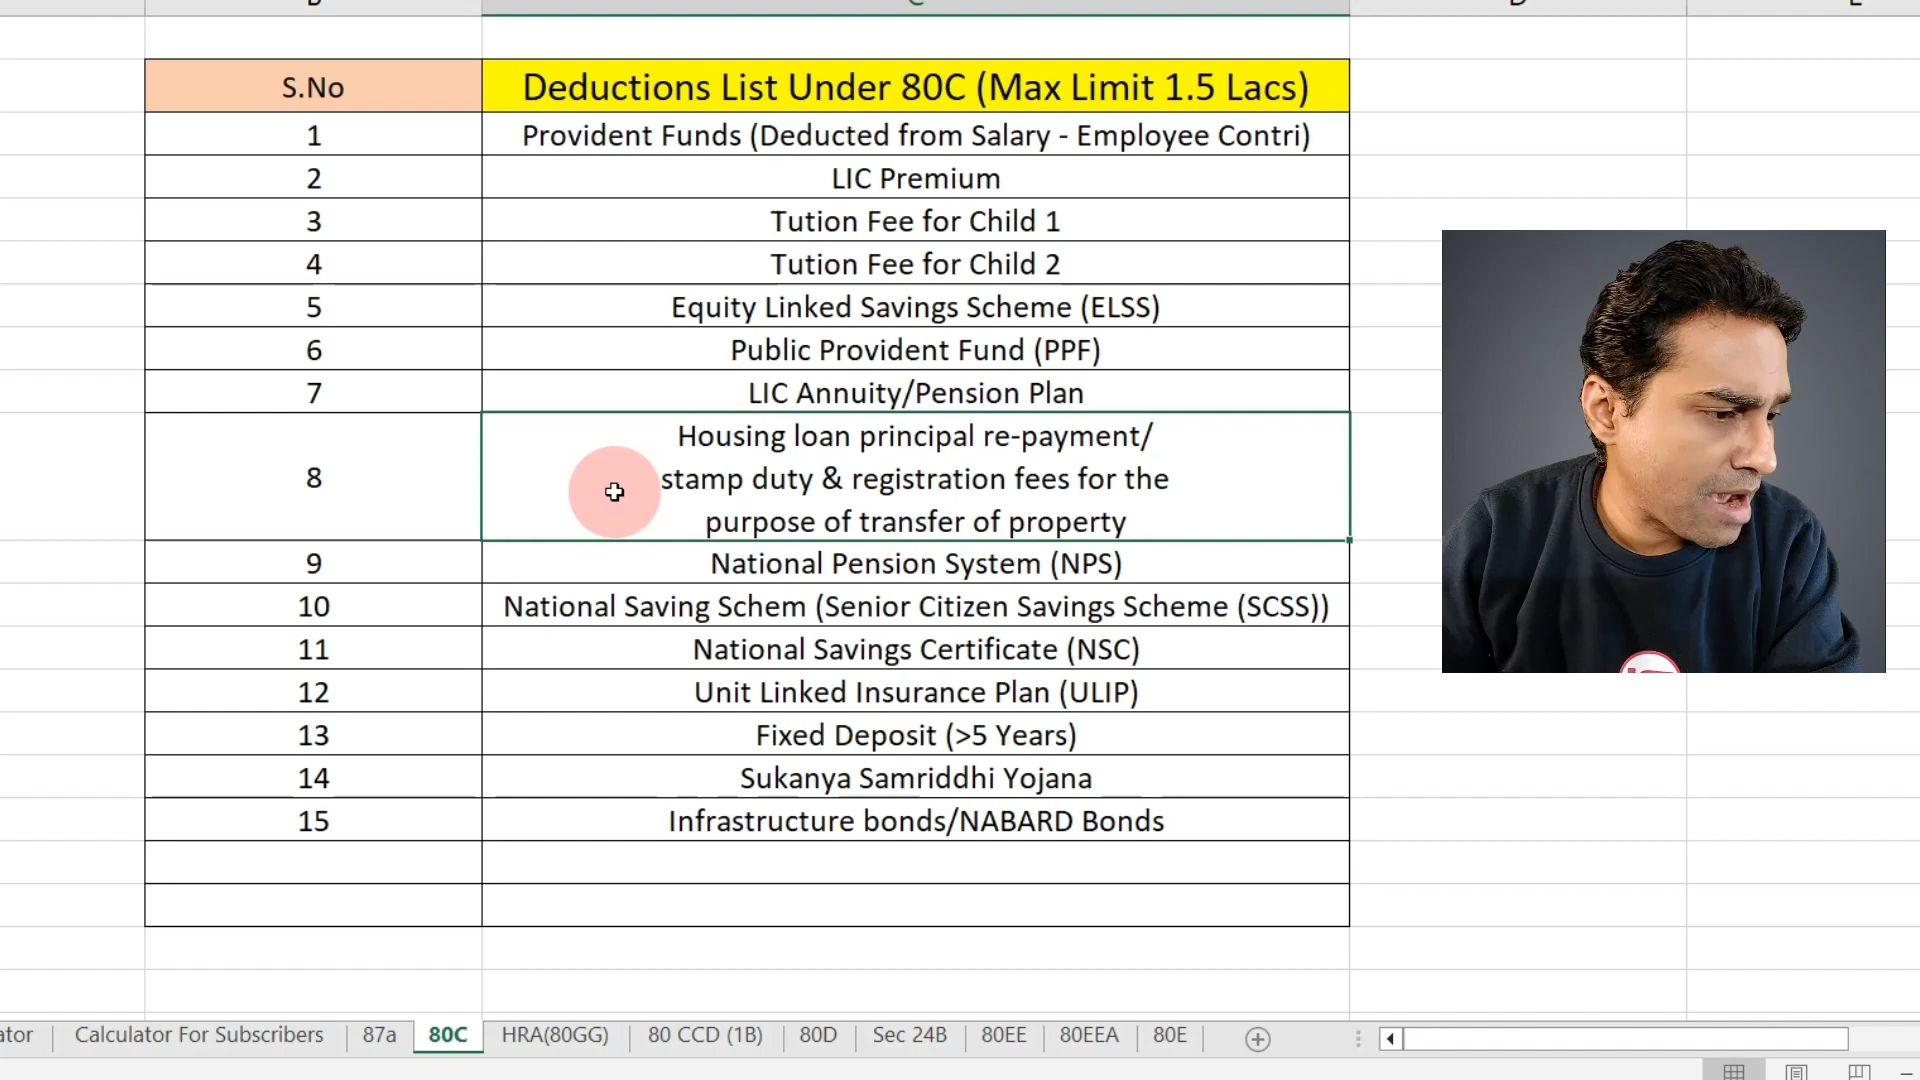 S.No Deductions List Under 80C (Max Limit 1.5 Lacs)
1 Provident Funds (Deducted from Salary - Employee Contri)
2 LIC Premium
3 Tution Fee for Child 1
4 Tution Fee for Child 2
5 Equity Linked Savings Scheme (ELSS)
6 Public Provident Fund (PPF)
7 LIC Annuity/Pension Plan
8 Housing loan principal re-payment/
stamp duty & registration fees for the
purpose of transfer of property
9 National Pension System (NPS)
10 National Saving Schem (Senior Citizen Savings Scheme (SCSS))
11 National Savings Certificate (NSC)
12 Unit Linked Insurance Plan (ULIP)
13 Fixed Deposit (>5 Years)
14 Sukanya Samriddhi Yojana
15 Infrastructure bonds/NABARD Bonds
ator Calculator For Subscribers 87a 80C HRA(80GG) 80 CCD (1B) 80D Sec 24B 80EE 80EEA 80E